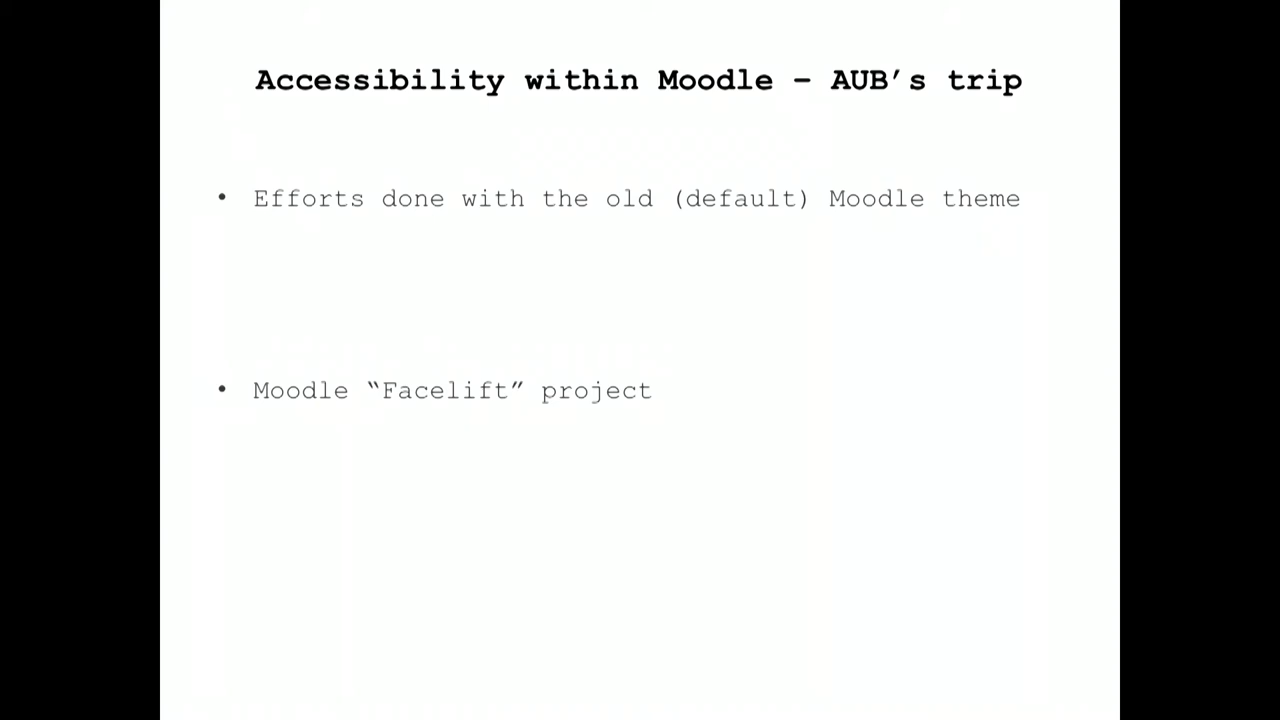 Accessibility within Moodle – AUB’s trip
• Efforts done with the old (default) Moodle theme
• Moodle “Facelift” project